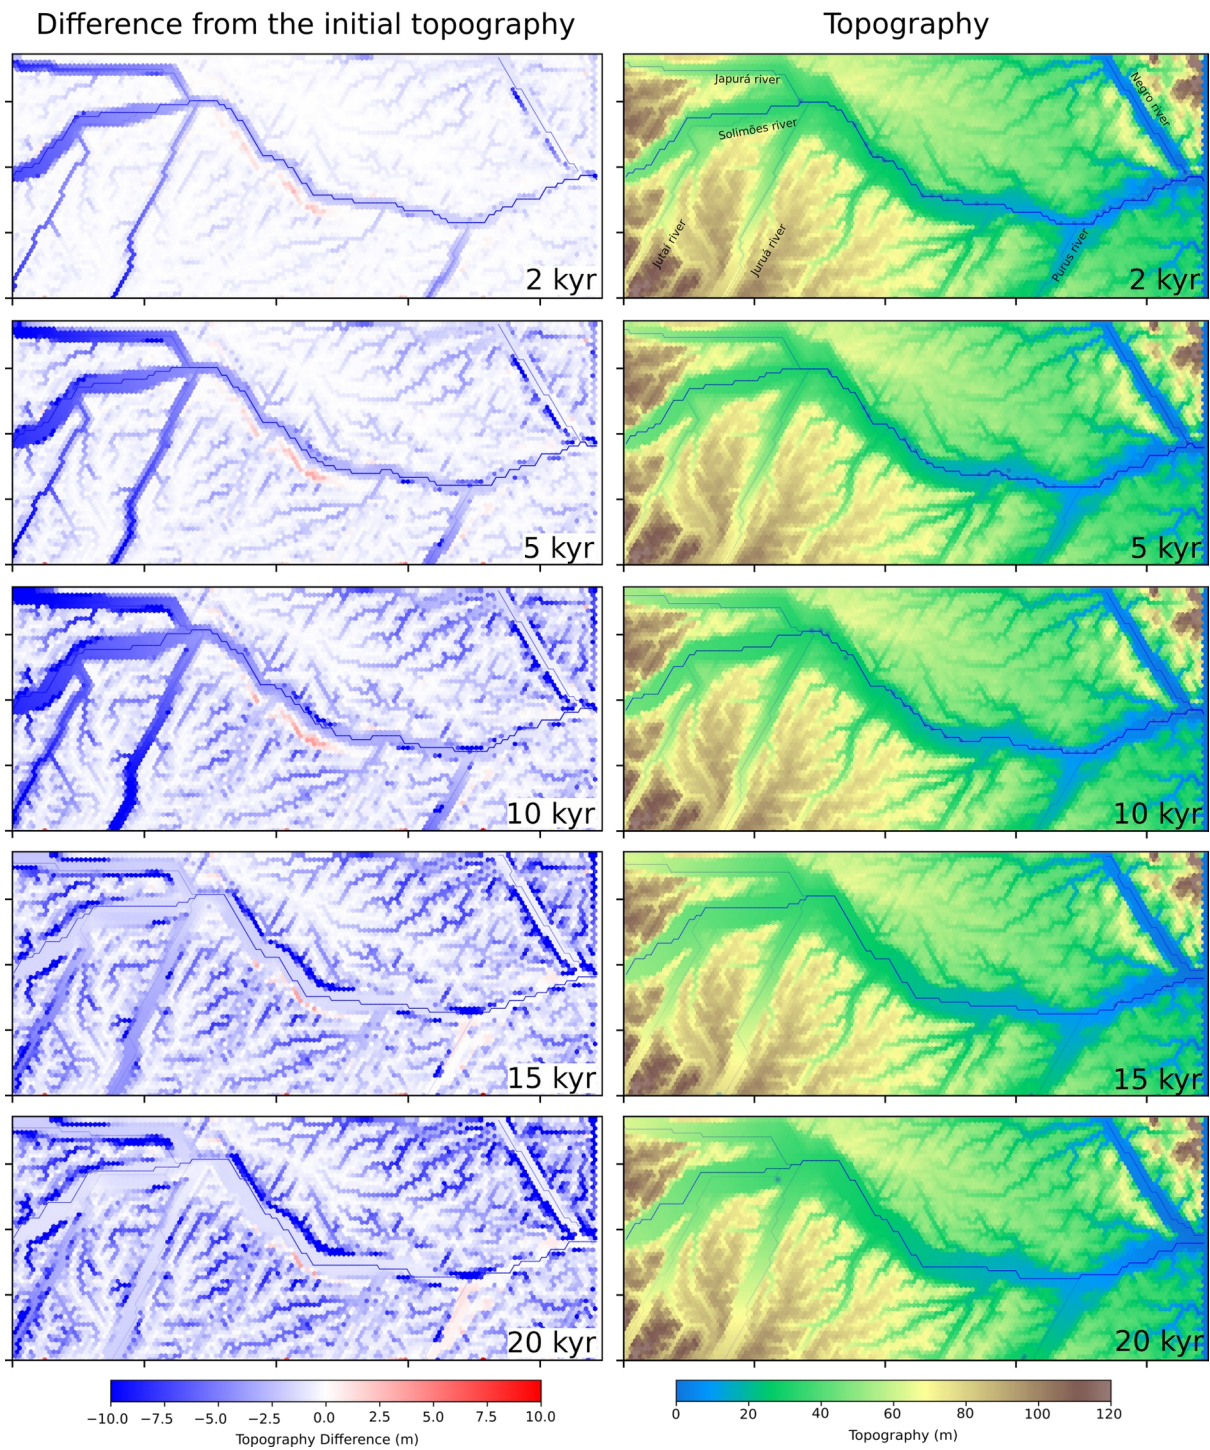 Difference from the initial topography
Topography
Japurá river
Negro river
Solimões river
Jutaí river
Juruá river
Purus river
2 kyr
2 kyr
5 kyr
5 kyr
10 kyr
10 kyr
15 kyr
15 kyr
20 kyr
20 kyr
−10.0 −7.5 −5.0 −2.5 0.0 2.5 5.0 7.5 10.0
Topography Difference (m)
0 20 40 60 80 100 120
Topography (m)